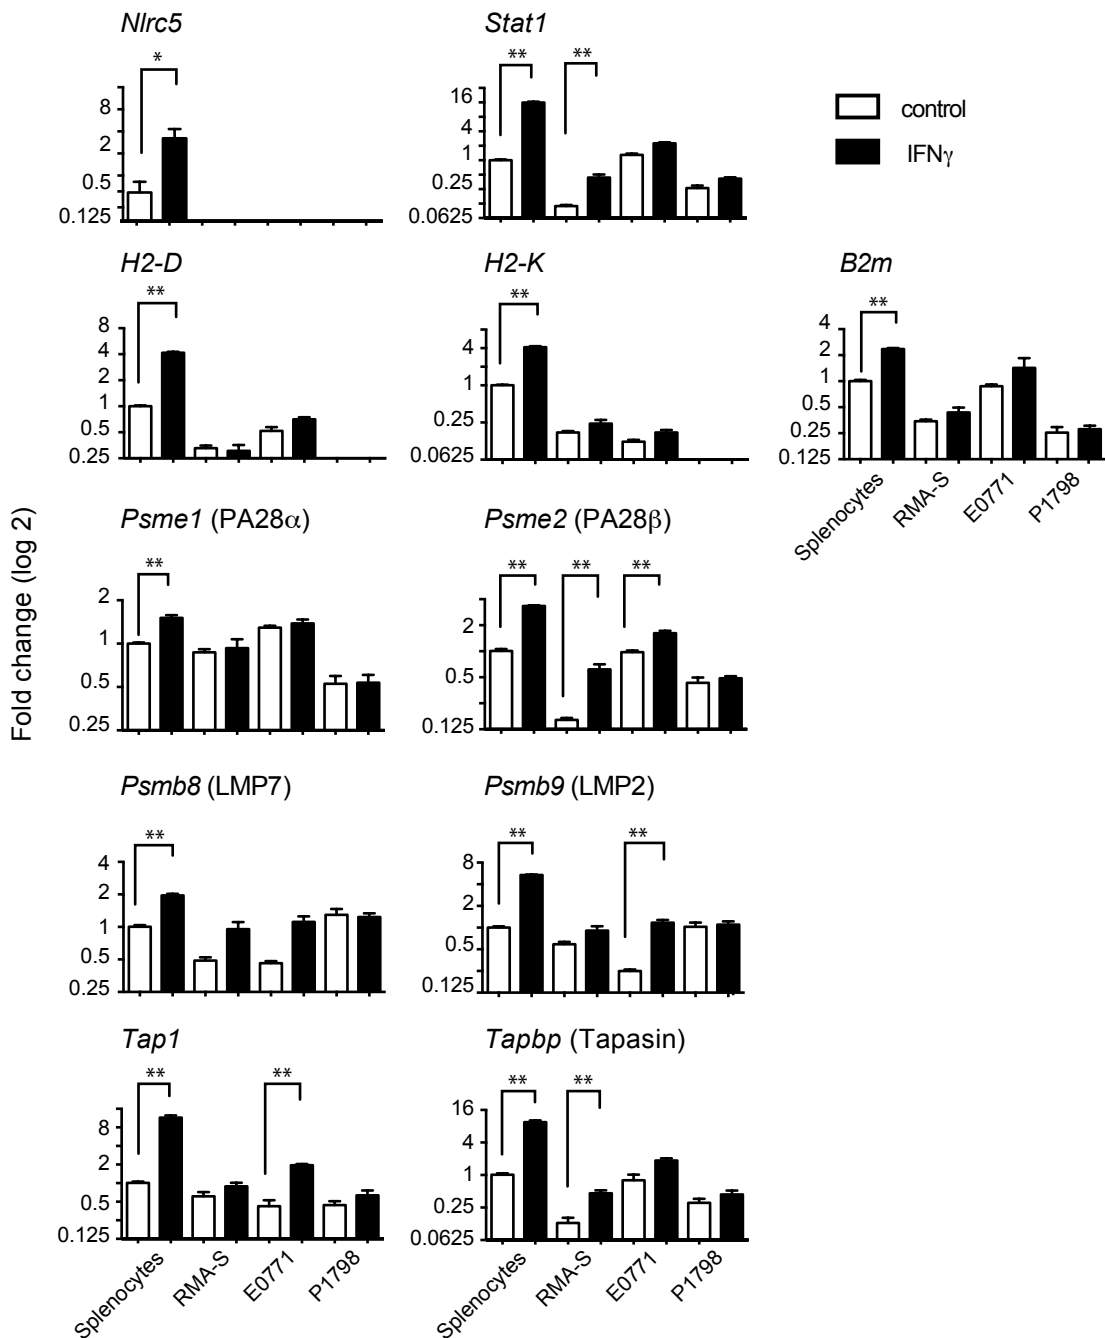 Nlrc5
*
8
2
0.5
0.125
Stat1
**
**
16
4
1
0.25
0.0625
control
IFNγ
H2-D
**
8
4
2
1
0.5
0.25
H2-K
**
4
1
0.25
0.0625
B2m
**
4
2
1
0.5
0.25
0.125
Splenocytes
RMA-S
E0771
P1798
Fold change (log 2)
Psme1 (PA28α)
**
2
1
0.5
0.25
Psme2 (PA28β)
**
**
**
2
0.5
0.125
Psmb8 (LMP7)
**
4
2
1
0.5
0.25
Psmb9 (LMP2)
**
**
8
2
0.5
0.125
Tap1
**
**
8
2
0.5
0.125
Splenocytes
RMA-S
E0771
P1798
Tapbp (Tapasin)
**
**
16
4
1
0.25
0.0625
Splenocytes
RMA-S
E0771
P1798